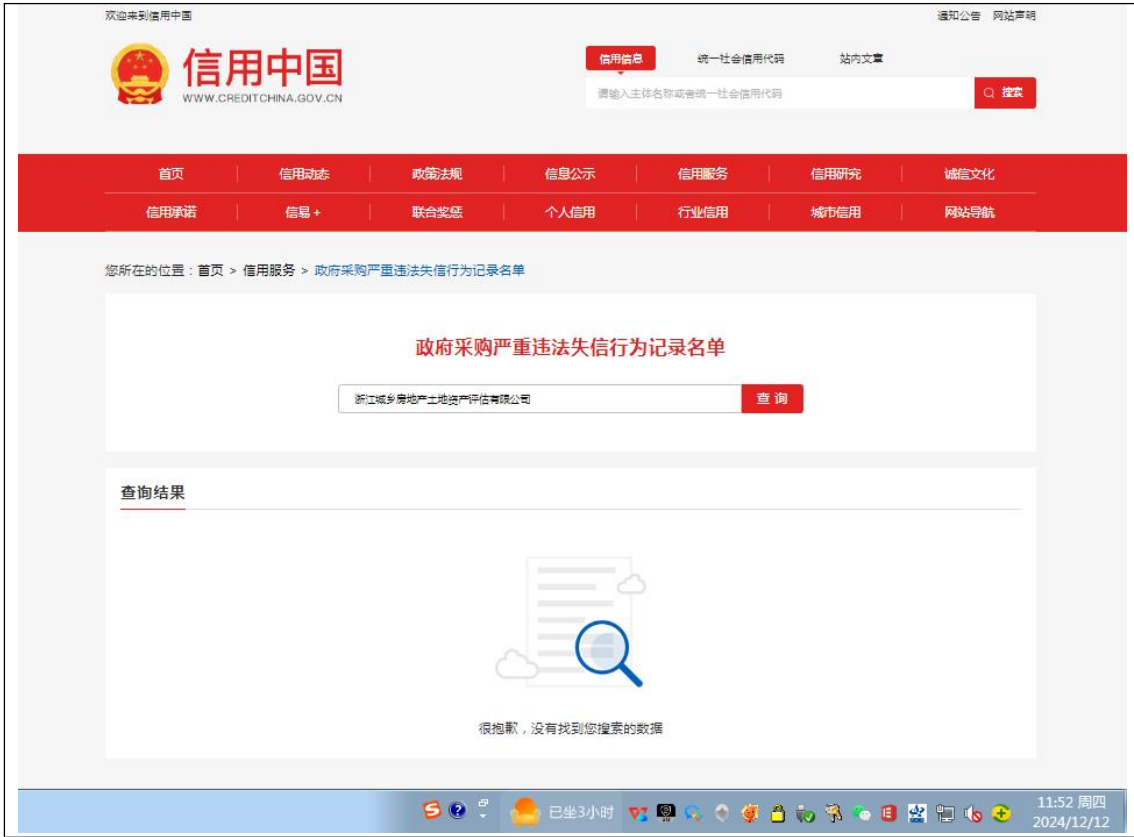 欢迎来到信用中国
通知公告 网站声明
信用中国
WWW.CREDITCHINA.GOV.CN
信用信息 统一社会信用代码 站内文章
请输入主体名称或者统一社会信用代码 搜索
首页 信用动态 政策法规 信息公示 信用服务 信用研究 诚信文化
信用承诺 信易+ 联合奖惩 个人信用 行业信用 城市信用 网站导航
您所在的位置：首页 > 信用服务 > 政府采购严重违法失信行为记录名单
政府采购严重违法失信行为记录名单
浙江城乡房地产土地资产评估有限公司 查询
查询结果
很抱歉，没有找到您搜索的数据
已坐3小时
11:52 周四
2024/12/12